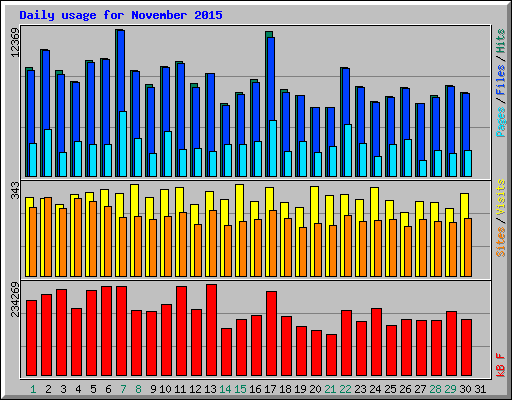 Daily usage for November 2015
12369
Pages / Files / Hits
343
Sites / Visits
234269
kB F
1 2 3 4 5 6 7 8 9 10 11 12 13 14 15 16 17 18 19 20 21 22 23 24 25 26 27 28 29 30 31